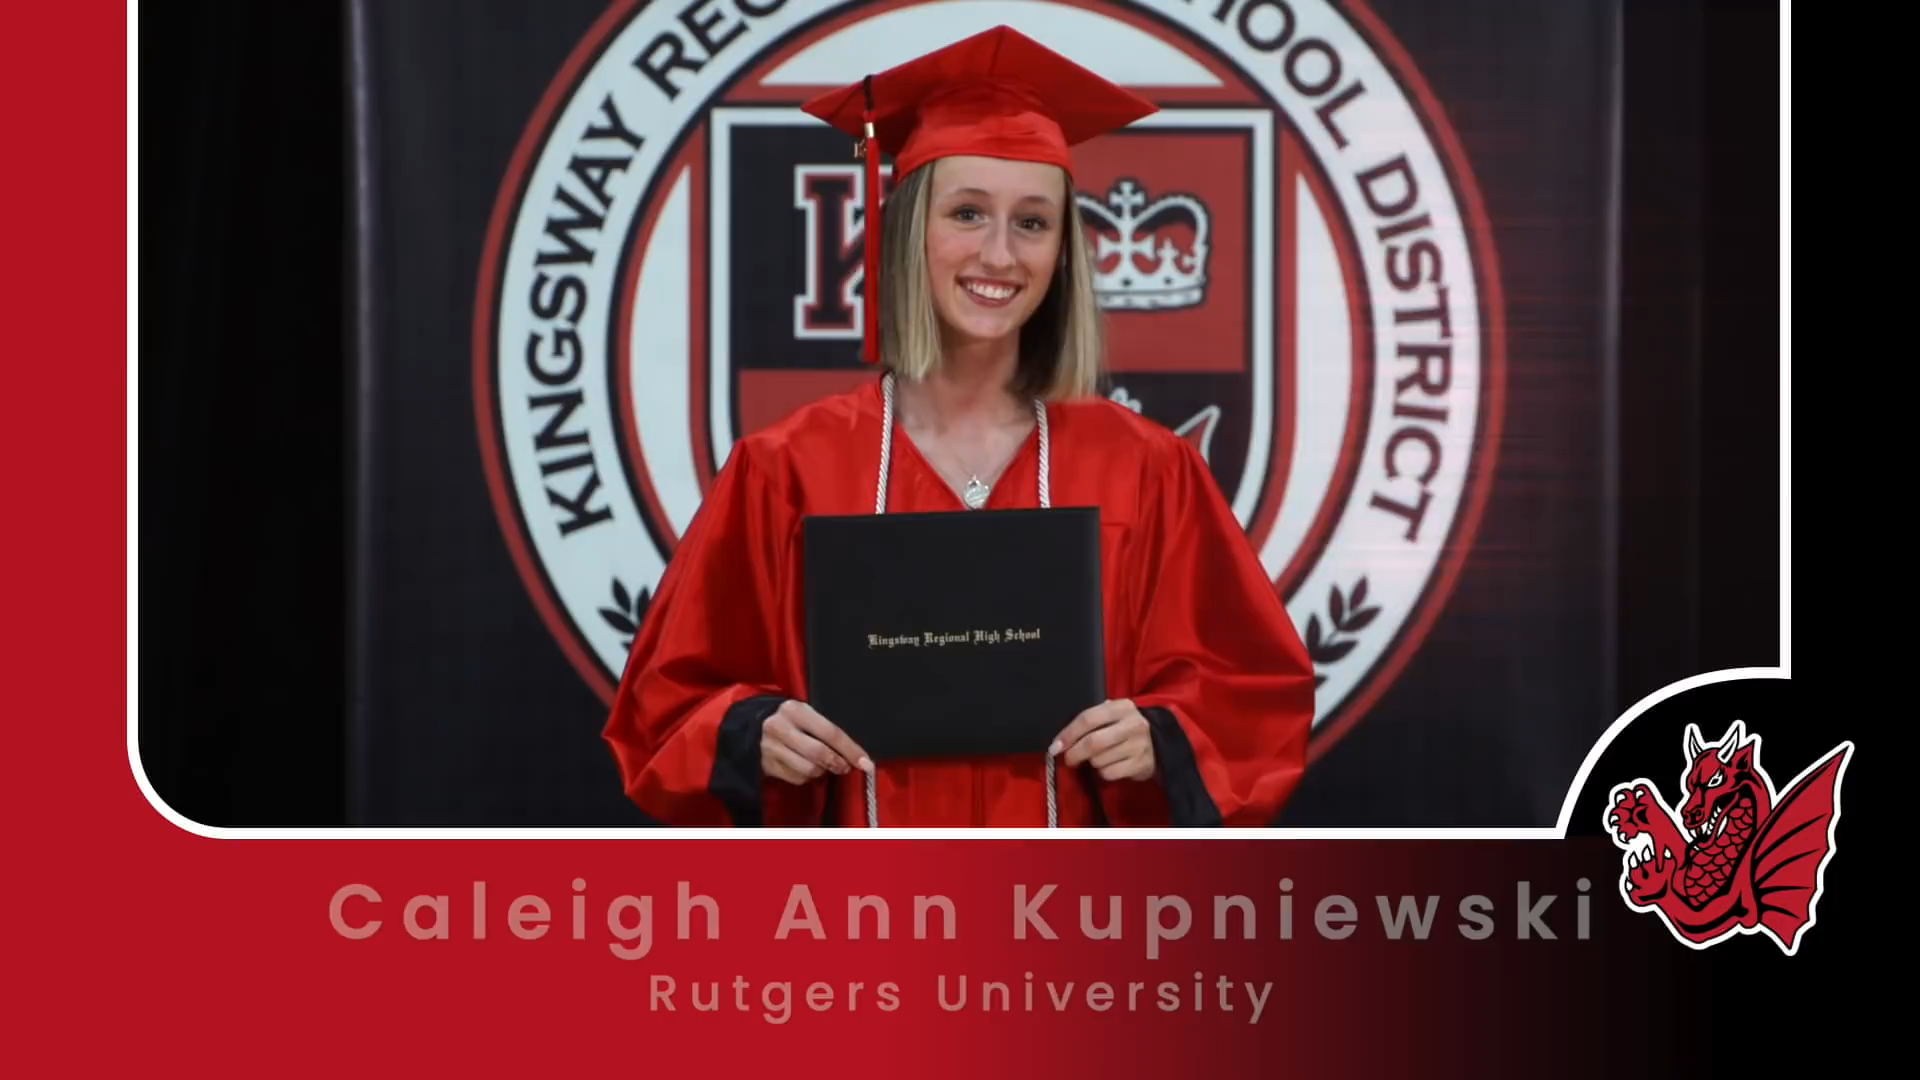 KINGSWAY REG
HOOL DISTRICT
K
Kingsway Regional High School
Caleigh Ann Kupniewski
Rutgers University